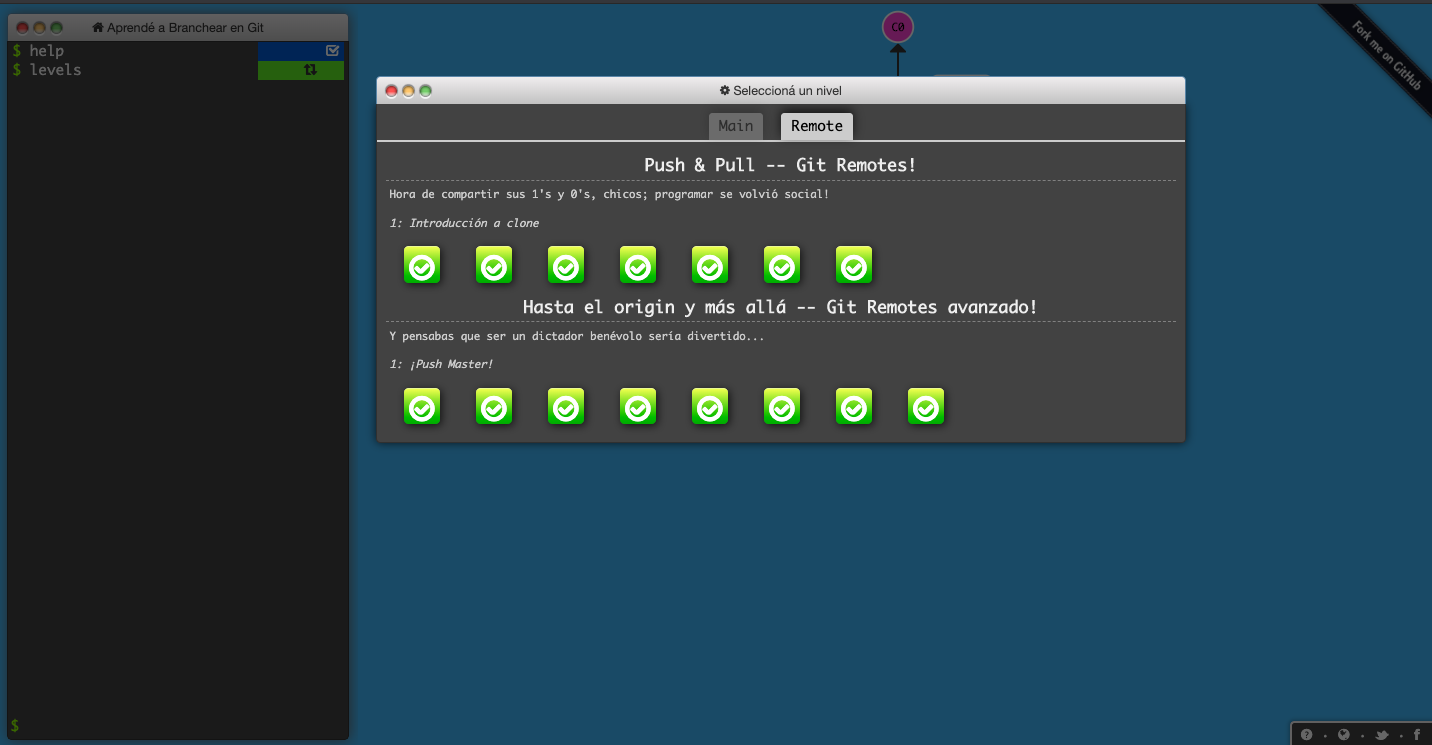 Aprendé a Branchear en Git
$ help
$ levels
$
C0
Fork me on GitHub
Seleccioná un nivel
Main
Remote
Push & Pull -- Git Remotes!
Hora de compartir sus 1's y 0's, chicos; programar se volvió social!
1: Introducción a clone
Hasta el origin y más allá -- Git Remotes avanzado!
Y pensabas que ser un dictador benévolo sería divertido...
1: ¡Push Master!